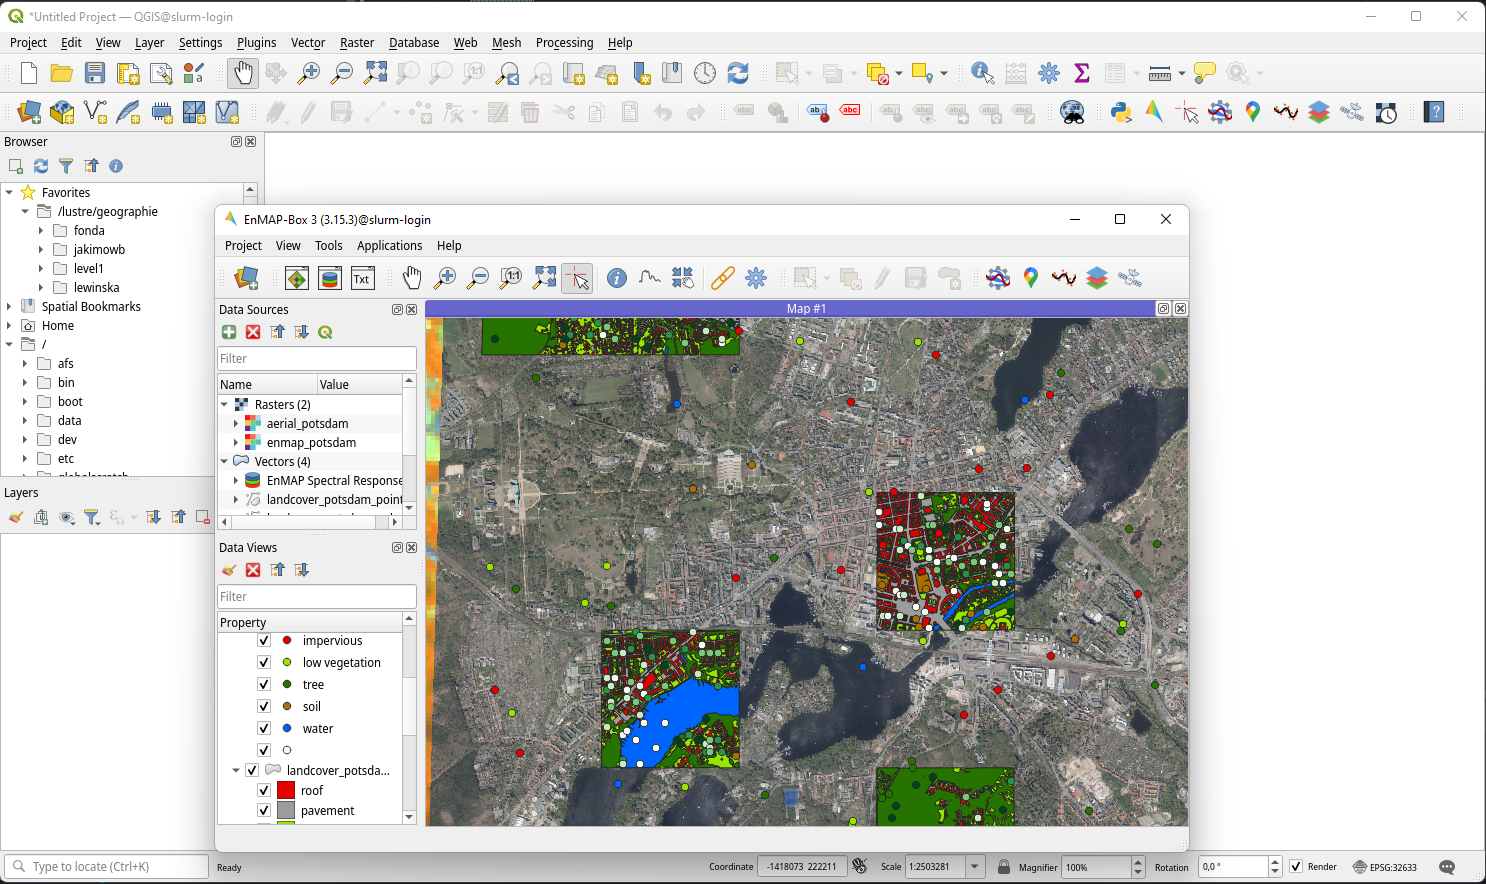 *Untitled Project — QGIS@slurm-login
Project Edit View Layer Settings Plugins Vector Raster Database Web Mesh Processing Help
Browser
Favorites
/lustre/geographie
fonda
jakimowb
level1
lewinska
Spatial Bookmarks
Home
/
afs
bin
boot
data
dev
etc
Layers
EnMAP-Box 3 (3.15.3)@slurm-login
Project View Tools Applications Help
1:1
Txt
Data Sources
Filter
Name Value
Rasters (2)
aerial_potsdam
enmap_potsdam
Vectors (4)
EnMAP Spectral Response
landcover_potsdam_point
Data Views
Filter
Property
impervious
low vegetation
tree
soil
water
landcover_potsda...
roof
pavement
Map #1
Type to locate (Ctrl+K)
Ready
Coordinate -1418073 222211
Scale 1:2503281
Magnifier 100%
Rotation 0,0 °
Render
EPSG:32633